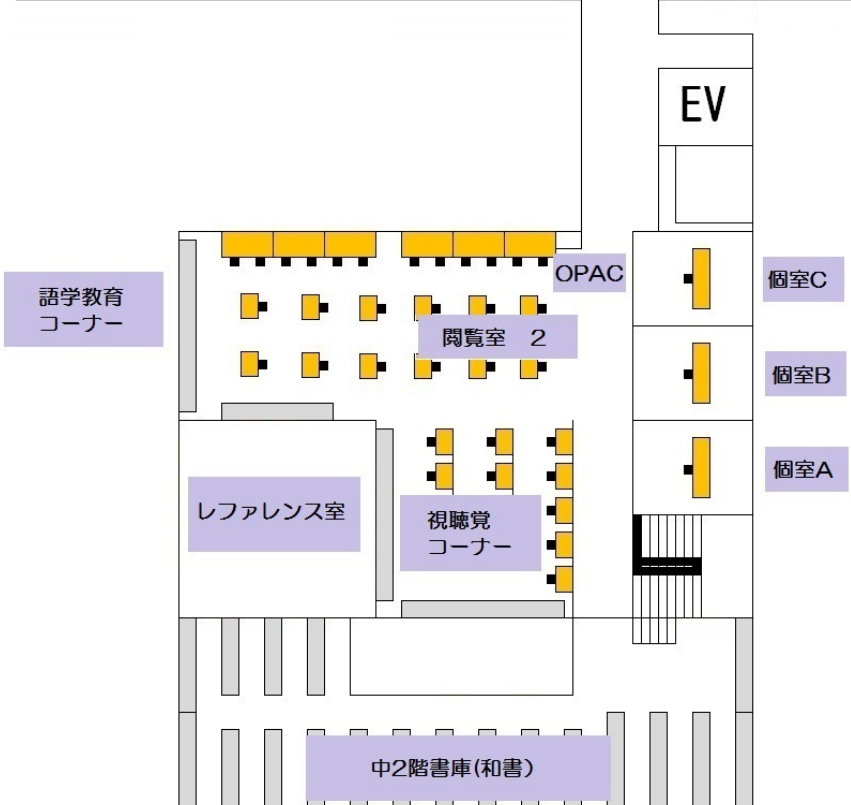 EV
OPAC
個室C
語学教育
コーナー
閲覧室　2
個室B
個室A
レファレンス室
視聴覚
コーナー
中2階書庫(和書)